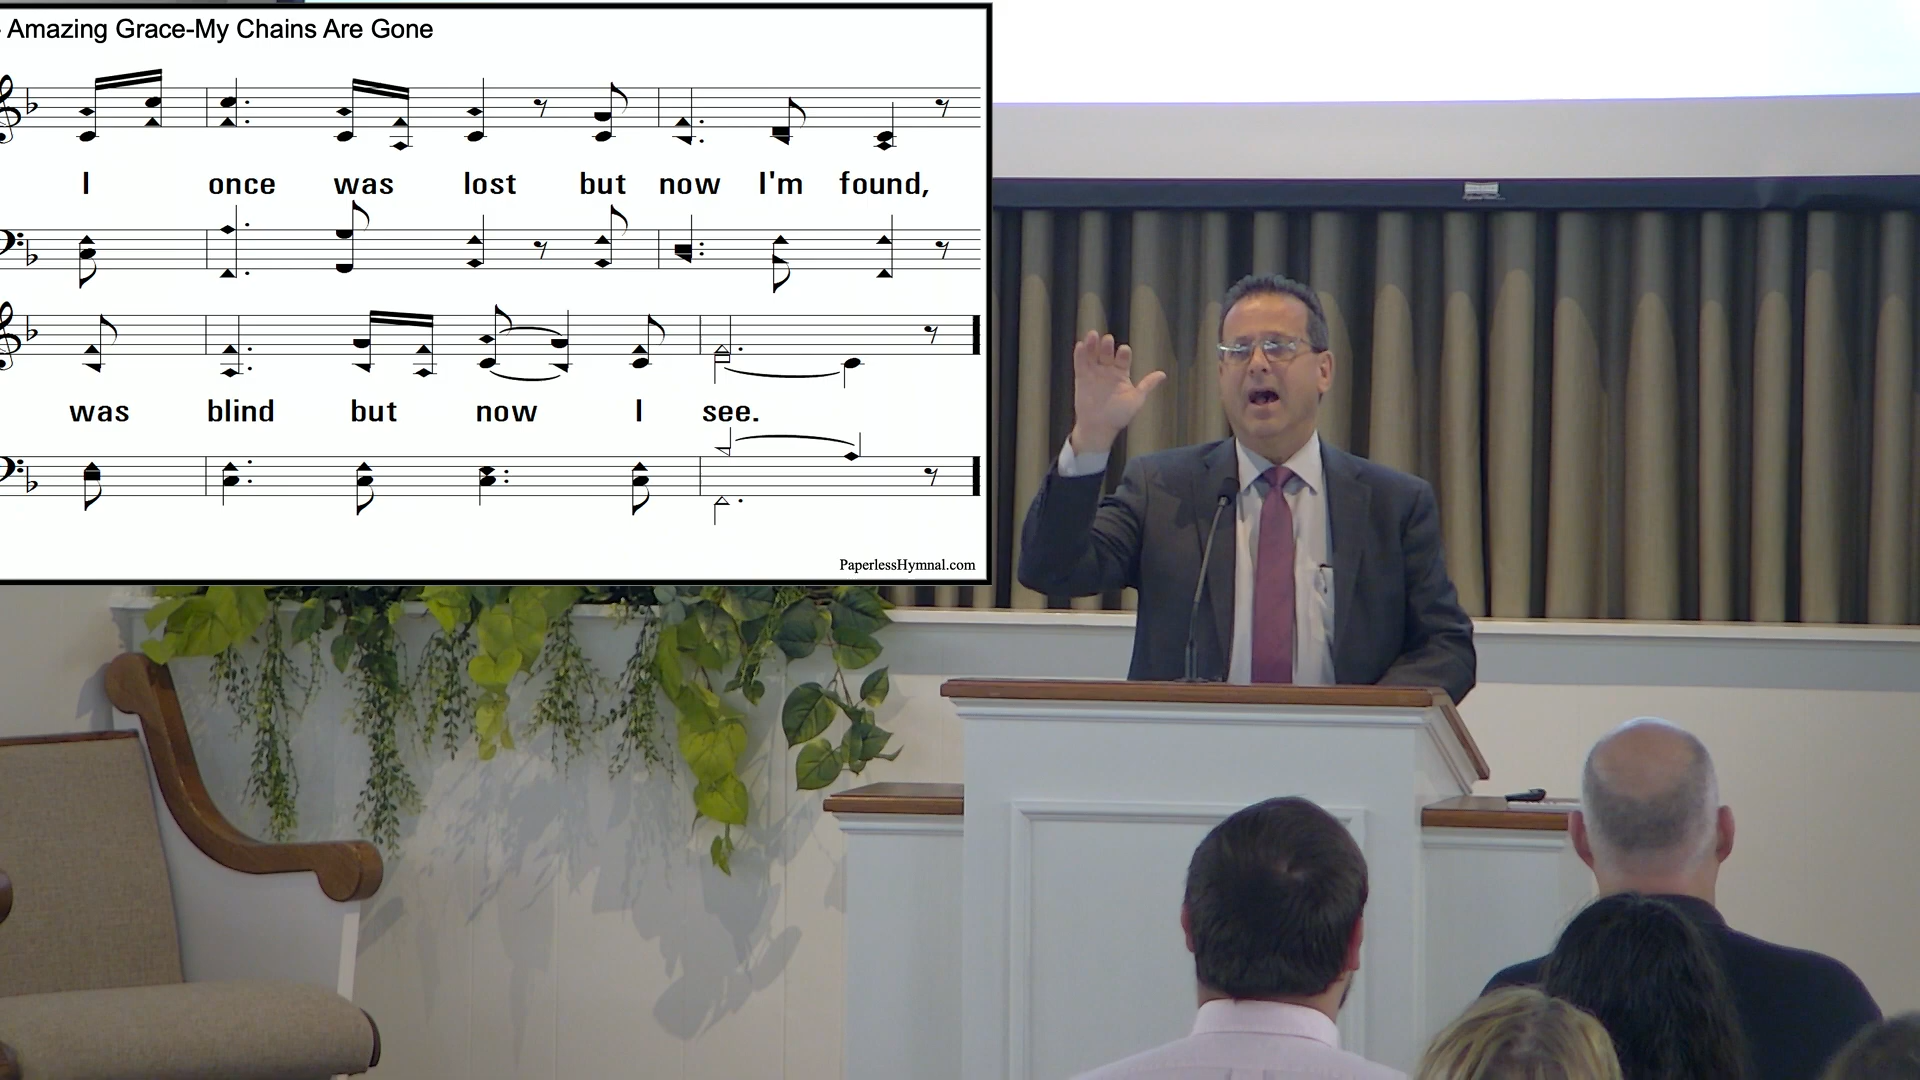 Amazing Grace-My Chains Are Gone
I once was lost but now I'm found,
was blind but now I see.
PaperlessHymnal.com